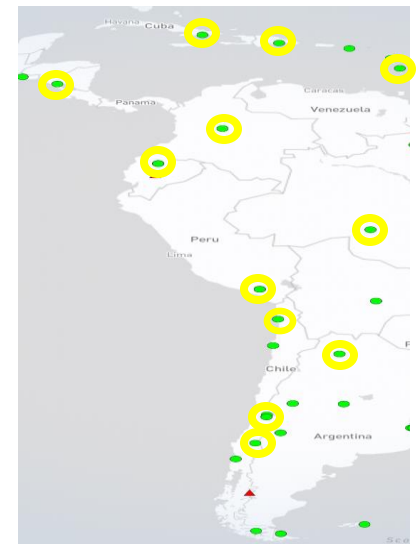 Havana
Cuba
Caracas
Panama
Venezuela
Peru
Lima
Chile
Argentina